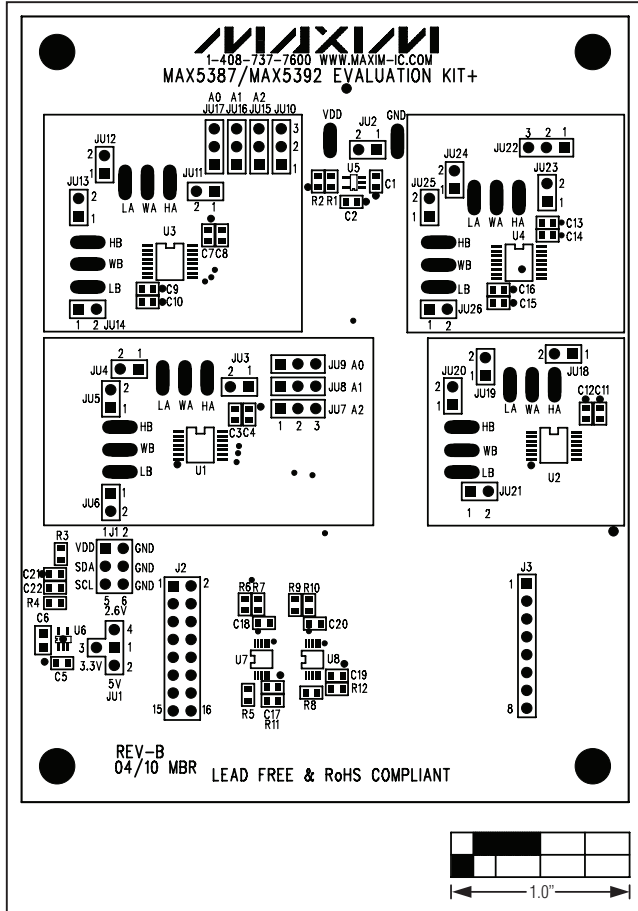 MAXIM
1-408-737-7600 WWW.MAXIM-IC.COM
MAX5387/MAX5392 EVALUATION KIT+
A0 A1 A2
JU17 JU16 JU15 JU10
3
2
1
VDD
JU2
2 1
GND
U5
R2 R1
C1
C2
JU12
2
1
JU13
2
1
JU11
2 1
LA WA HA
U3
HB
WB
LB
C7 C8
C9
C10
1 2 JU14
JU22
3 2 1
JU24
2
1
JU23
2
1
JU25
2
1
LA WA HA
U4
HB
WB
LB
C13
C14
C16
C15
JU26
1 2
JU4
2 1
JU5
2
1
JU3
2 1
LA WA HA
JU9 A0
JU8 A1
JU7 A2
1 2 3
C3 C4
HB
WB
LB
U1
JU6
1
2
JU18
2 1
JU20
2
1
JU19
2
1
LA WA HA
C12 C11
HB
WB
LB
U2
JU21
1 2
R3
J1
1 2
VDD GND
SDA GND
SCL GND
5 6
C21
C22
R4
C6
U6
C5
2.6V
4
3 1
3.3V
2
5V
JU1
J2
1 2
15 16
R6 R7
C18
U7
R5
C17
R11
R9 R10
C20
U8
C19
R12
R8
J3
1
8
REV-B
04/10 MBR
LEAD FREE & RoHS COMPLIANT
1.0"